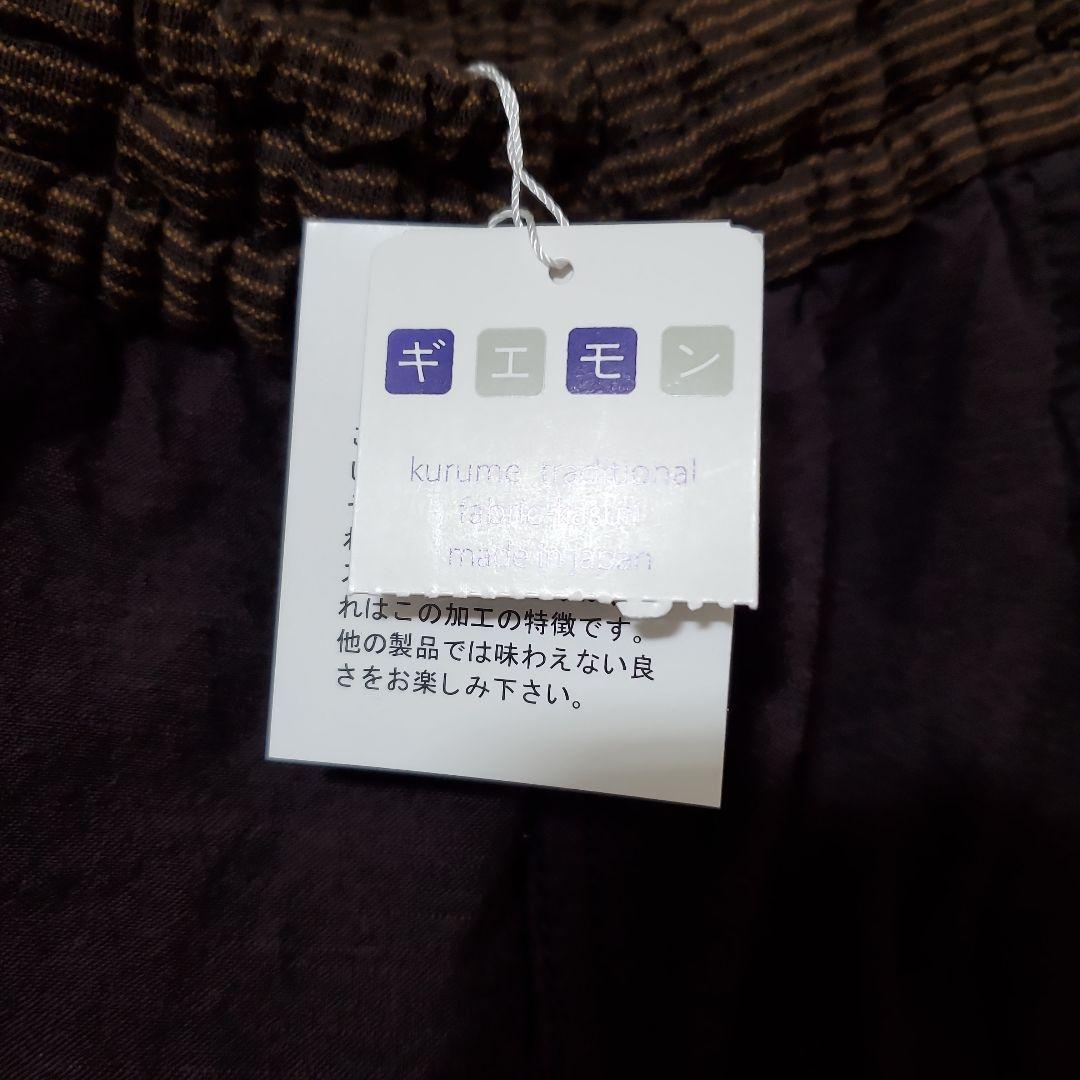 ギエモン
kurume traditional
fabric-kasuri
made in japan
れはこの加工の特徴です。
他の製品では味わえない良
さをお楽しみ下さい。